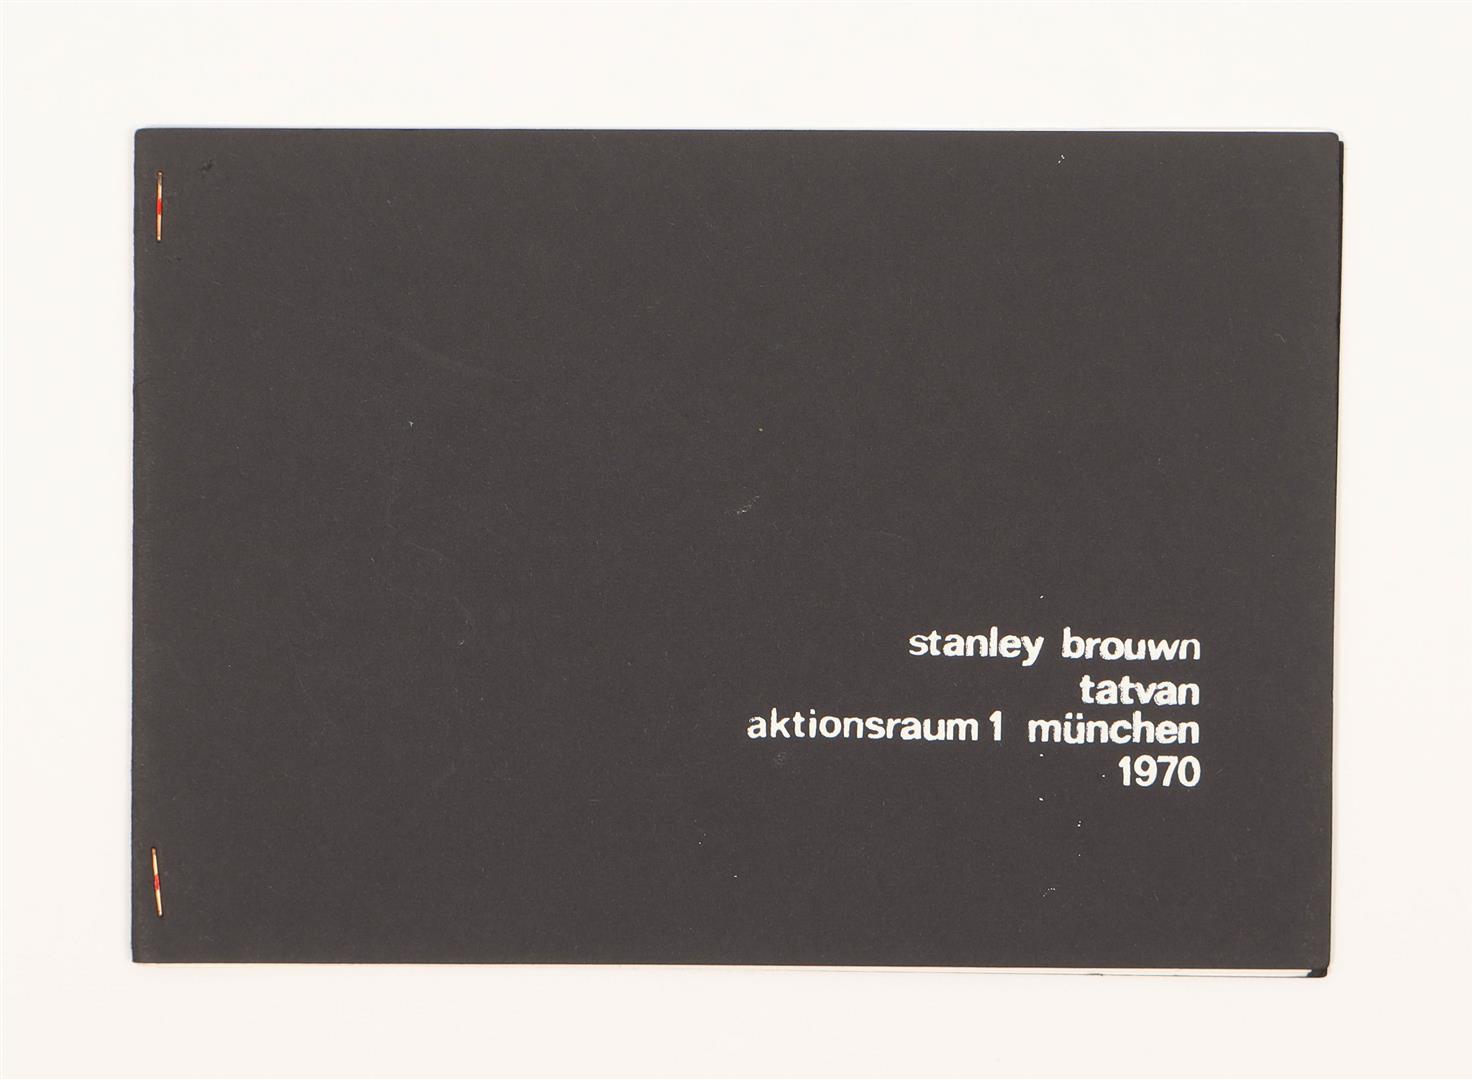 stanley brouwn
tatvan
aktionsraum 1 münchen
1970